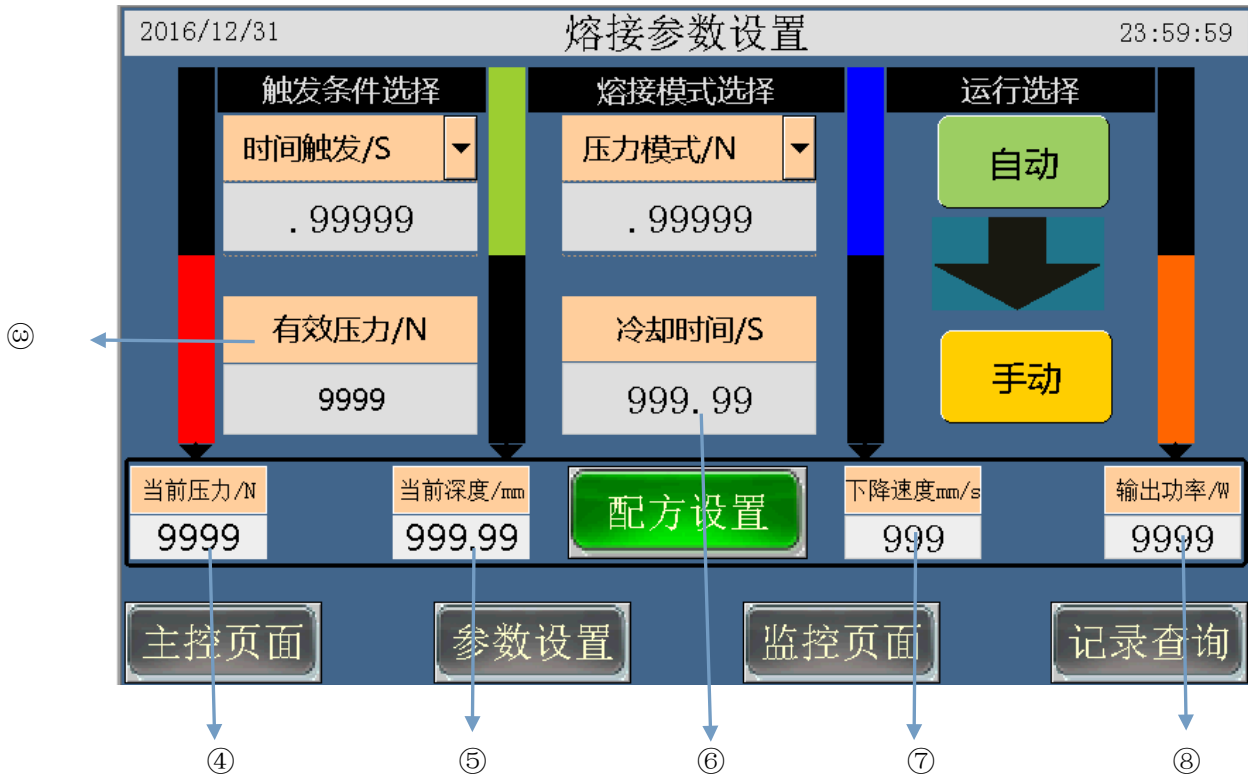 2016/12/31 熔接参数设置 23:59:59
触发条件选择 熔接模式选择 运行选择
时间触发/S 压力模式/N 自动
.99999 .99999
③ 有效压力/N 冷却时间/S
9999 999.99 手动
当前压力/N 当前深度/mm 配方设置 下降速度mm/s 输出功率/W
9999 999.99 999 9999
主控页面 参数设置 监控页面 记录查询
④ ⑤ ⑥ ⑦ ⑧